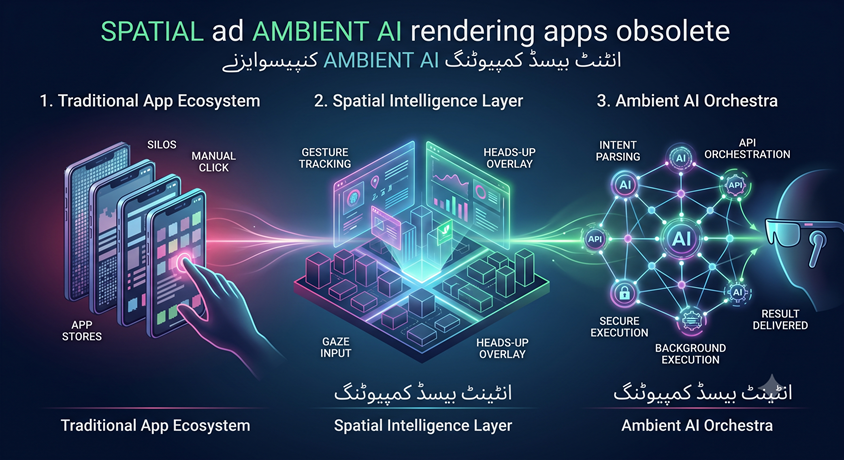 SPATIAL ad AMBIENT AI rendering apps obsolete
انٹنٹ بیسڈ کمپیوٹنگ AMBIENT AI کنپیسوایزنے
1. Traditional App Ecosystem
SILOS
MANUAL
CLICK
APP
STORES
Traditional App Ecosystem
2. Spatial Intelligence Layer
GESTURE
TRACKING
HEADS-UP
OVERLAY
GAZE
INPUT
HEADS-UP
OVERLAY
انٹینٹ بیسڈ کمپیوٹنگ
Spatial Intelligence Layer
3. Ambient AI Orchestra
INTENT
PARSING
API
ORCHESTRATION
AI
AI
API
API
AI
AI
SECURE
EXECUTION
BACKGROUND
EXECUTION
RESULT
DELIVERED
انٹینٹ بیسڈ کمپیوٹنگ
Ambient AI Orchestra